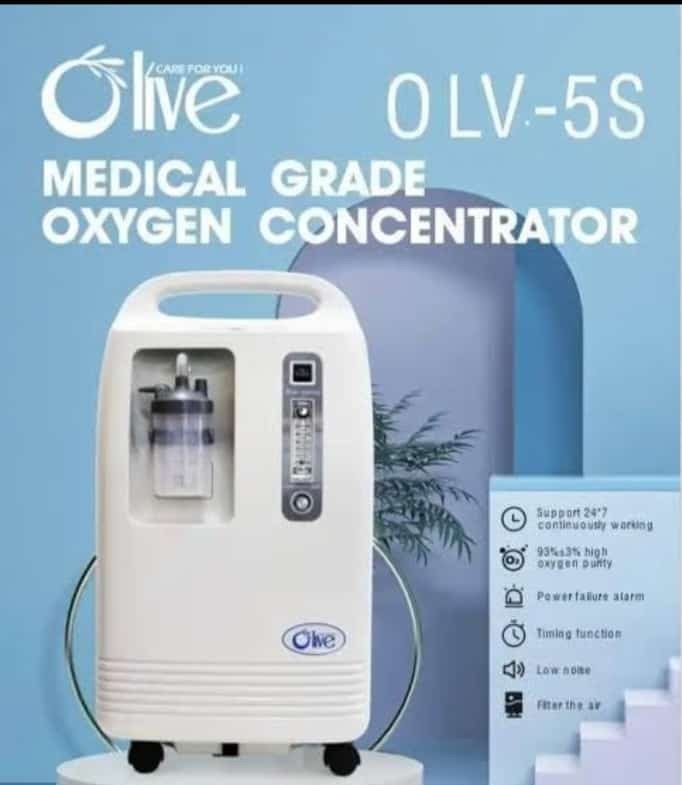 Olive
CARE FOR YOU!
OLV.-5S
MEDICAL GRADE
OXYGEN CONCENTRATOR
Olive
Support 24*7
continuously working
93%±3% high
oxygen purity
Power failure alarm
Timing function
Low noise
Filter the air